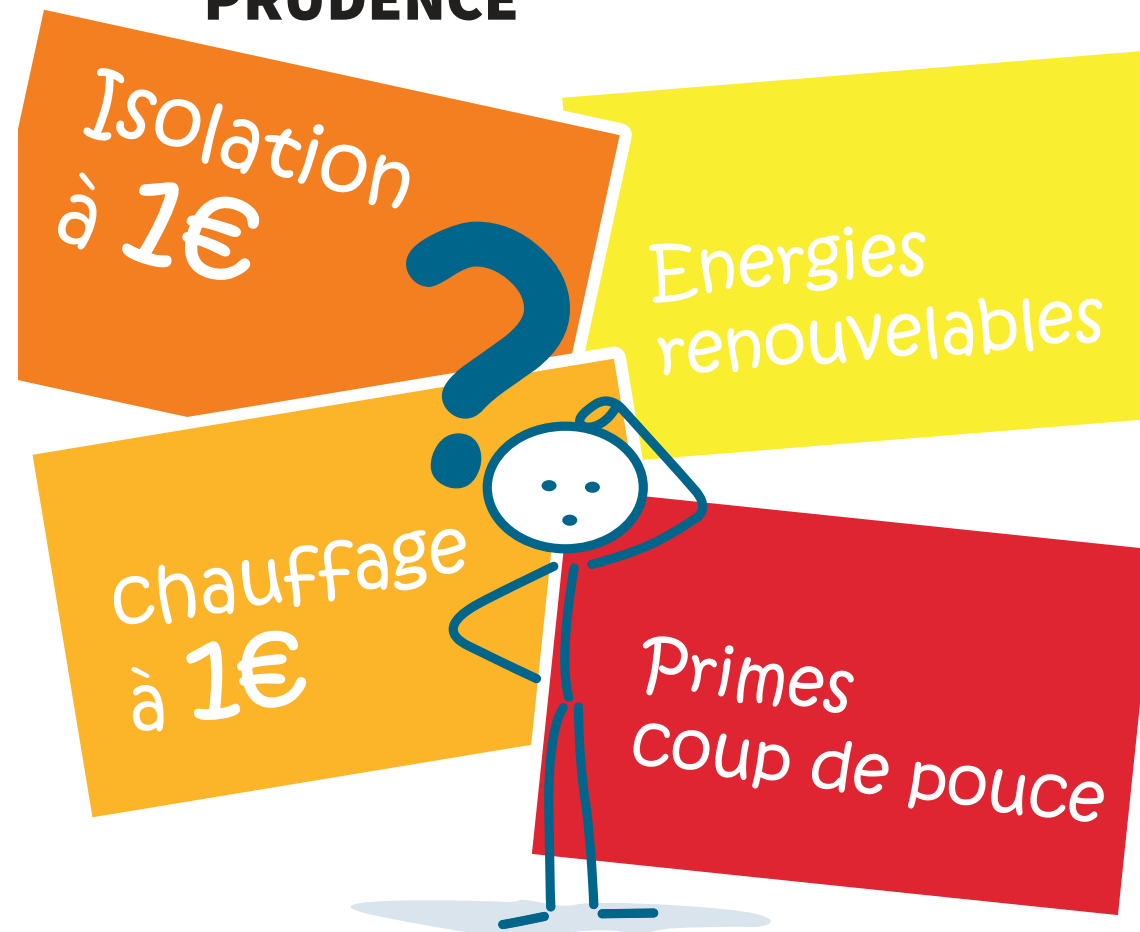 PRUDENCE
Isolation
à 1€
Energies
renouvelables
chauffage
à 1€
Primes
coup de pouce